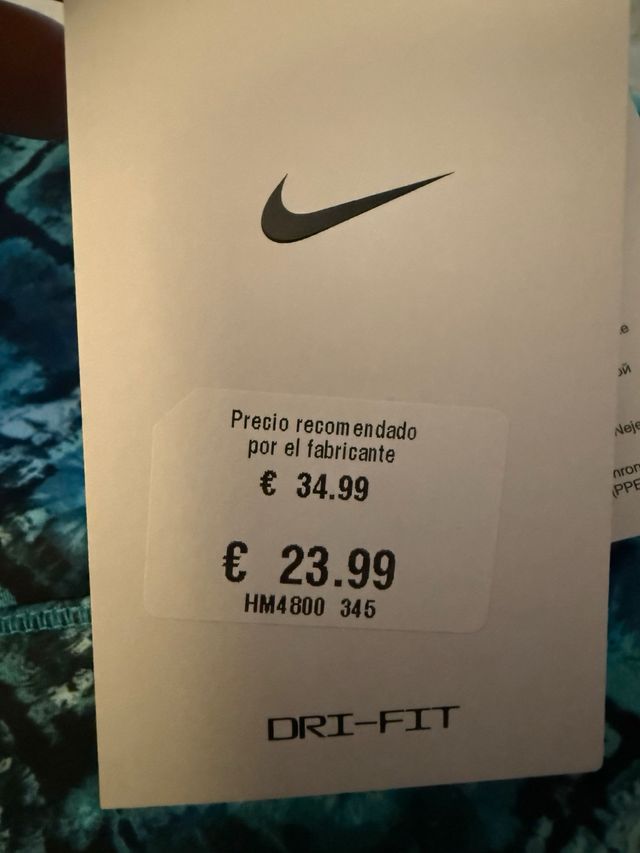 Precio recomendado
por el fabricante
€ 34.99
€ 23.99
HM4800 345
DRI-FIT